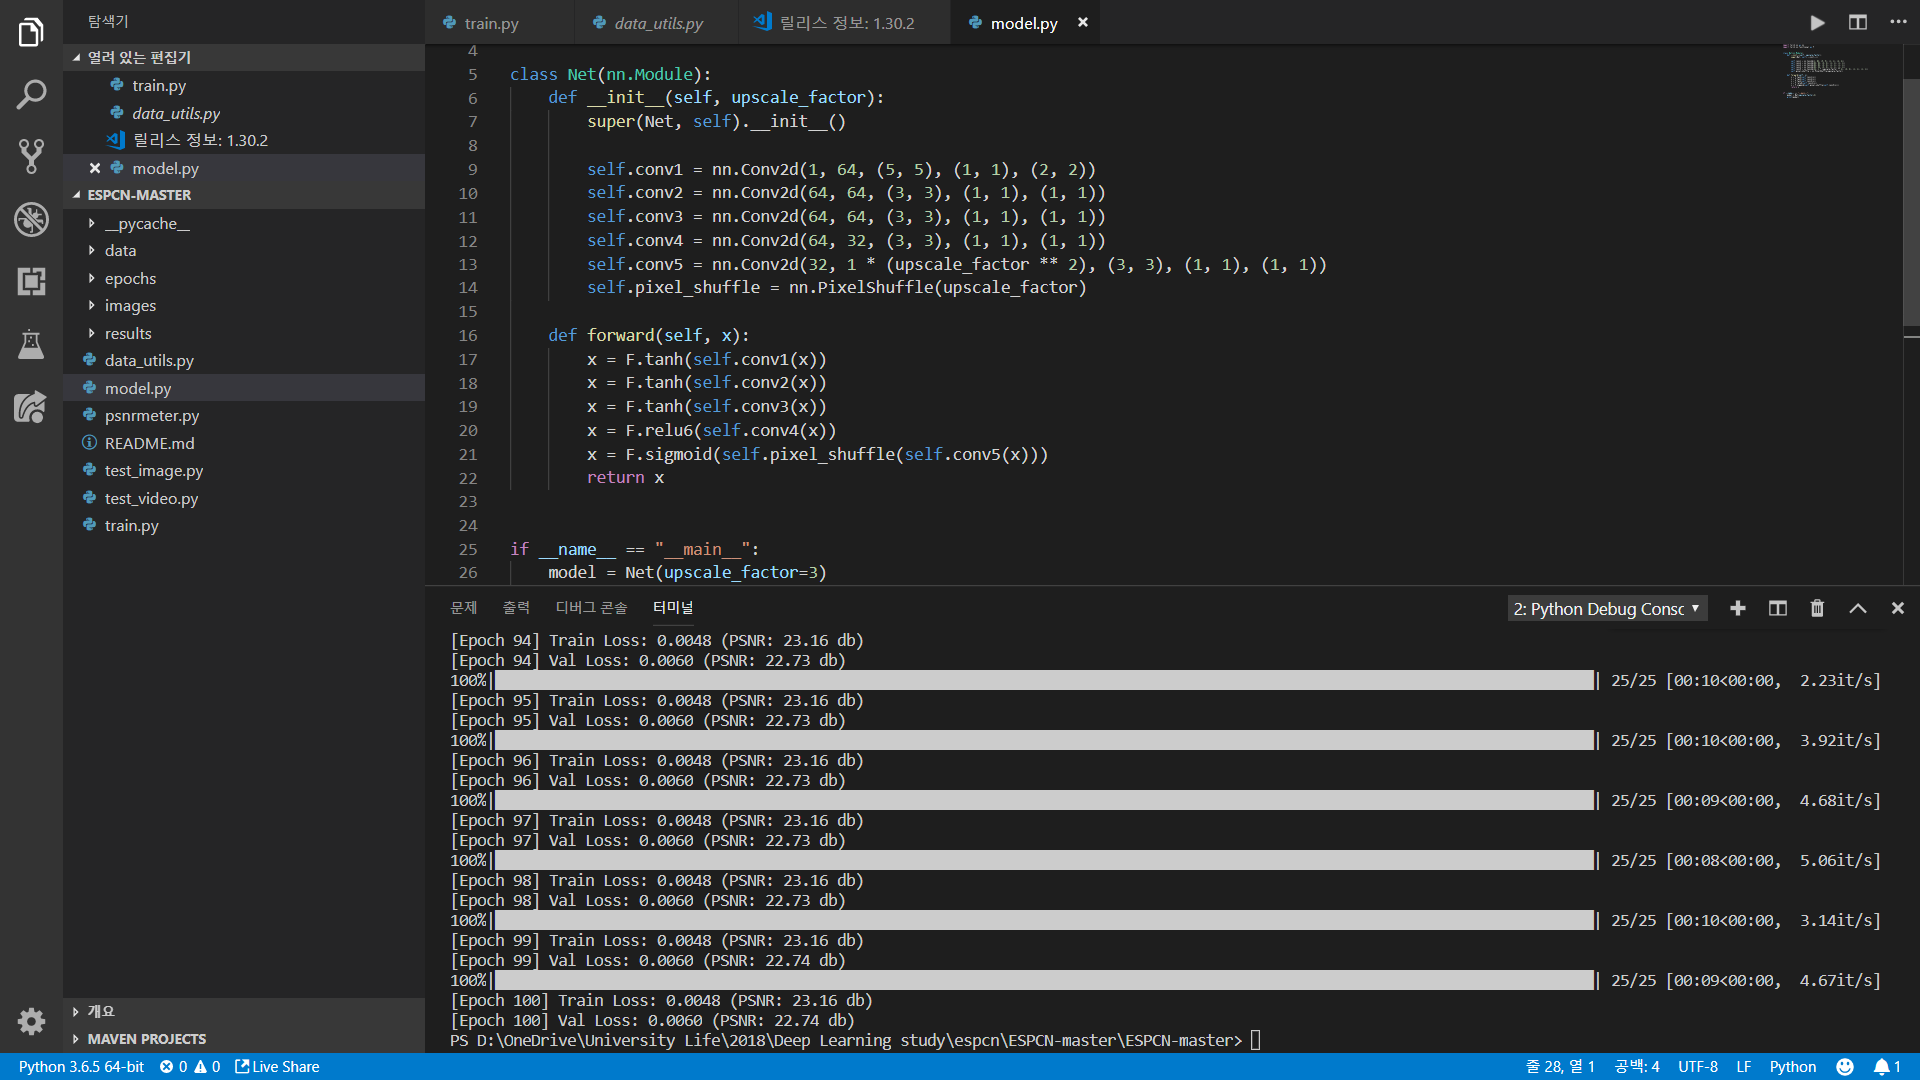 탐색기
열려 있는 편집기
train.py
data_utils.py
릴리스 정보: 1.30.2
model.py
ESPCN-MASTER
__pycache__
data
epochs
images
results
data_utils.py
model.py
psnrmeter.py
README.md
test_image.py
test_video.py
train.py
개요
MAVEN PROJECTS
train.py
data_utils.py
릴리스 정보: 1.30.2
model.py
4
5 class Net(nn.Module):
6 def __init__(self, upscale_factor):
7 super(Net, self).__init__()
8
9 self.conv1 = nn.Conv2d(1, 64, (5, 5), (1, 1), (2, 2))
10 self.conv2 = nn.Conv2d(64, 64, (3, 3), (1, 1), (1, 1))
11 self.conv3 = nn.Conv2d(64, 64, (3, 3), (1, 1), (1, 1))
12 self.conv4 = nn.Conv2d(64, 32, (3, 3), (1, 1), (1, 1))
13 self.conv5 = nn.Conv2d(32, 1 * (upscale_factor ** 2), (3, 3), (1, 1), (1, 1))
14 self.pixel_shuffle = nn.PixelShuffle(upscale_factor)
15
16 def forward(self, x):
17 x = F.tanh(self.conv1(x))
18 x = F.tanh(self.conv2(x))
19 x = F.tanh(self.conv3(x))
20 x = F.relu6(self.conv4(x))
21 x = F.sigmoid(self.pixel_shuffle(self.conv5(x)))
22 return x
23
24
25 if __name__ == "__main__":
26 model = Net(upscale_factor=3)
문제 출력 디버그 콘솔 터미널 2: Python Debug Consc
[Epoch 94] Train Loss: 0.0048 (PSNR: 23.16 db)
[Epoch 94] Val Loss: 0.0060 (PSNR: 22.73 db)
100%| | 25/25 [00:10<00:00, 2.23it/s]
[Epoch 95] Train Loss: 0.0048 (PSNR: 23.16 db)
[Epoch 95] Val Loss: 0.0060 (PSNR: 22.73 db)
100%| | 25/25 [00:10<00:00, 3.92it/s]
[Epoch 96] Train Loss: 0.0048 (PSNR: 23.16 db)
[Epoch 96] Val Loss: 0.0060 (PSNR: 22.73 db)
100%| | 25/25 [00:09<00:00, 4.68it/s]
[Epoch 97] Train Loss: 0.0048 (PSNR: 23.16 db)
[Epoch 97] Val Loss: 0.0060 (PSNR: 22.73 db)
100%| | 25/25 [00:08<00:00, 5.06it/s]
[Epoch 98] Train Loss: 0.0048 (PSNR: 23.16 db)
[Epoch 98] Val Loss: 0.0060 (PSNR: 22.73 db)
100%| | 25/25 [00:10<00:00, 3.14it/s]
[Epoch 99] Train Loss: 0.0048 (PSNR: 23.16 db)
[Epoch 99] Val Loss: 0.0060 (PSNR: 22.74 db)
100%| | 25/25 [00:09<00:00, 4.67it/s]
[Epoch 100] Train Loss: 0.0048 (PSNR: 23.16 db)
[Epoch 100] Val Loss: 0.0060 (PSNR: 22.74 db)
PS D:\OneDrive\University Life\2018\Deep Learning study\espcn\ESPCN-master\ESPCN-master>
Python 3.6.5 64-bit 0 0 Live Share 줄 28, 열 1 공백: 4 UTF-8 LF Python 1